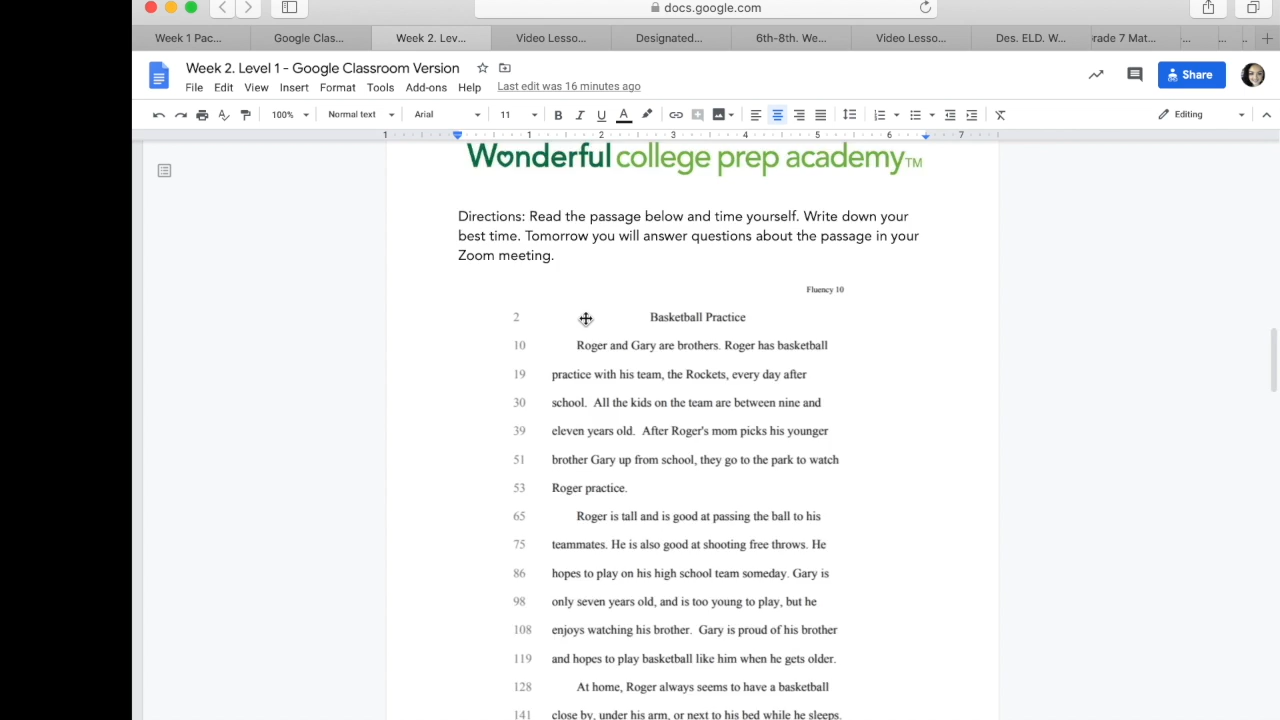 docs.google.com
Week 1 Pac...
Google Clas...
Week 2. Lev...
Video Lesso...
Designated...
6th-8th. We...
Video Lesso...
Des. ELD. W...
rade 7 Mat...
...
...
...
Week 2. Level 1 - Google Classroom Version
File Edit View Insert Format Tools Add-ons Help Last edit was 16 minutes ago
Share
100% Normal text Arial 11 B I U A Editing
1 1 2 3 4 5 6 7
Wonderful college prep academy TM
Directions: Read the passage below and time yourself. Write down your
best time. Tomorrow you will answer questions about the passage in your
Zoom meeting.
Fluency 10
2 Basketball Practice
10 Roger and Gary are brothers. Roger has basketball
19 practice with his team, the Rockets, every day after
30 school. All the kids on the team are between nine and
39 eleven years old. After Roger's mom picks his younger
51 brother Gary up from school, they go to the park to watch
53 Roger practice.
65 Roger is tall and is good at passing the ball to his
75 teammates. He is also good at shooting free throws. He
86 hopes to play on his high school team someday. Gary is
98 only seven years old, and is too young to play, but he
108 enjoys watching his brother. Gary is proud of his brother
119 and hopes to play basketball like him when he gets older.
128 At home, Roger always seems to have a basketball
141 close by, under his arm, or next to his bed while he sleeps.